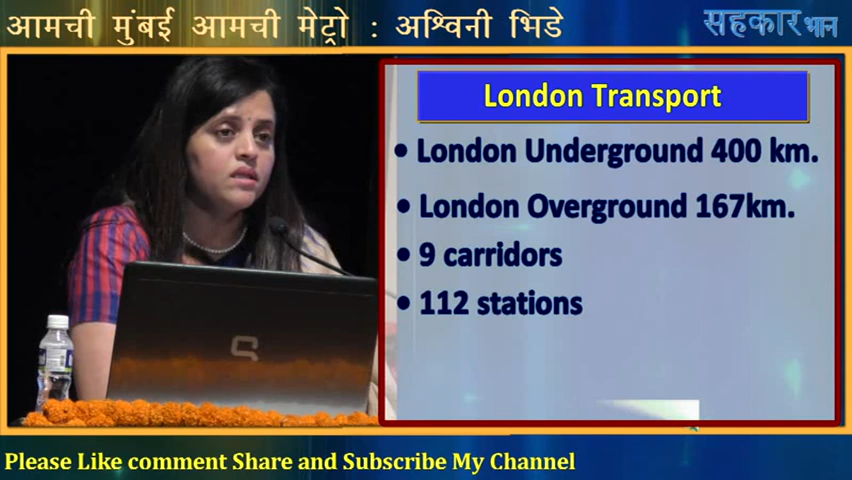 आमची मुंबई आमची मेट्रो : अश्विनी भिडे
सहकार भान
London Transport
• London Underground 400 km.
• London Overground 167km.
• 9 carridors
• 112 stations
Please Like comment Share and Subscribe My Channel